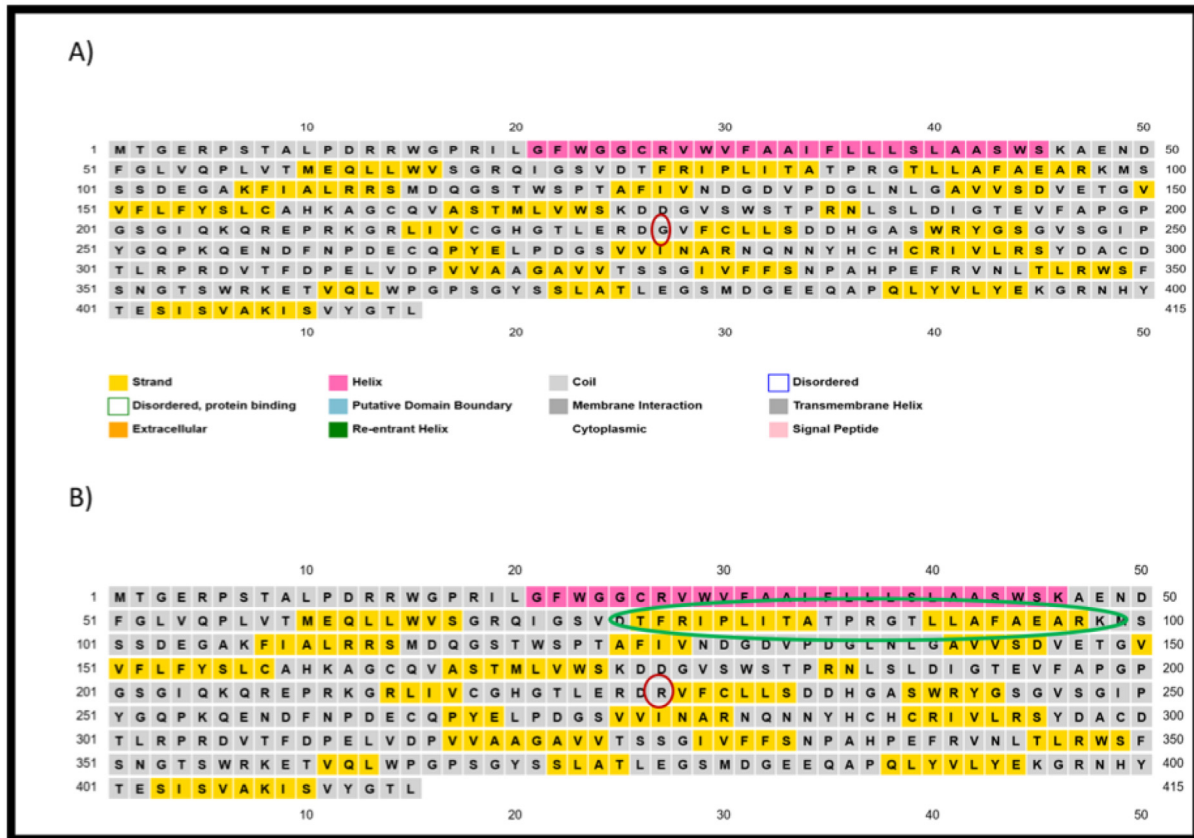 A)
10 20 30 40 50
1 M T G E R P S T A L P D R R W G P R I L G F W G G C R V W V F A A I F L L L S L A A S W S K A E N D 50
51 F G L V Q P L V T M E Q L L W V S G R Q I G S V D T F R I P L I T A T P R G T L L A F A E A R K M S 100
101 S S D E G A K F I A L R R S M D Q G S T W S P T A F I V N D G D V P D G L N L G A V V S D V E T G V 150
151 V F L F Y S L C A H K A G C Q V A S T M L V W S K D D G V S W S T P R N L S L D I G T E V F A P G P 200
201 G S G I Q K Q R E P R K G R L I V C G H G T L E R D G V F C L L S D D H G A S W R Y G S G V S G I P 250
251 Y G Q P K Q E N D F N P D E C Q P Y E L P D G S V V I N A R N Q N N Y H C H C R I V L R S Y D A C D 300
301 T L R P R D V T F D P E L V D P V V A A G A V V T S S G I V F F S N P A H P E F R V N L T L R W S F 350
351 S N G T S W R K E T V Q L W P G P S G Y S S L A T L E G S M D G E E Q A P Q L Y V L Y E K G R N H Y 400
401 T E S I S V A K I S V Y G T L 415
10 20 30 40 50
Strand Helix Coil Disordered
Disordered, protein binding Putative Domain Boundary Membrane Interaction Transmembrane Helix
Extracellular Re-entrant Helix Cytoplasmic Signal Peptide
B)
10 20 30 40 50
1 M T G E R P S T A L P D R R W G P R I L G F W G G C R V W V F A A I F L L L S L A A S W S K A E N D 50
51 F G L V Q P L V T M E Q L L W V S G R Q I G S V D T F R I P L I T A T P R G T L L A F A E A R K M S 100
101 S S D E G A K F I A L R R S M D Q G S T W S P T A F I V N D G D V P D G L N L G A V V S D V E T G V 150
151 V F L F Y S L C A H K A G C Q V A S T M L V W S K D D G V S W S T P R N L S L D I G T E V F A P G P 200
201 G S G I Q K Q R E P R K G R L I V C G H G T L E R D R V F C L L S D D H G A S W R Y G S G V S G I P 250
251 Y G Q P K Q E N D F N P D E C Q P Y E L P D G S V V I N A R N Q N N Y H C H C R I V L R S Y D A C D 300
301 T L R P R D V T F D P E L V D P V V A A G A V V T S S G I V F F S N P A H P E F R V N L T L R W S F 350
351 S N G T S W R K E T V Q L W P G P S G Y S S L A T L E G S M D G E E Q A P Q L Y V L Y E K G R N H Y 400
401 T E S I S V A K I S V Y G T L 415
10 20 30 40 50